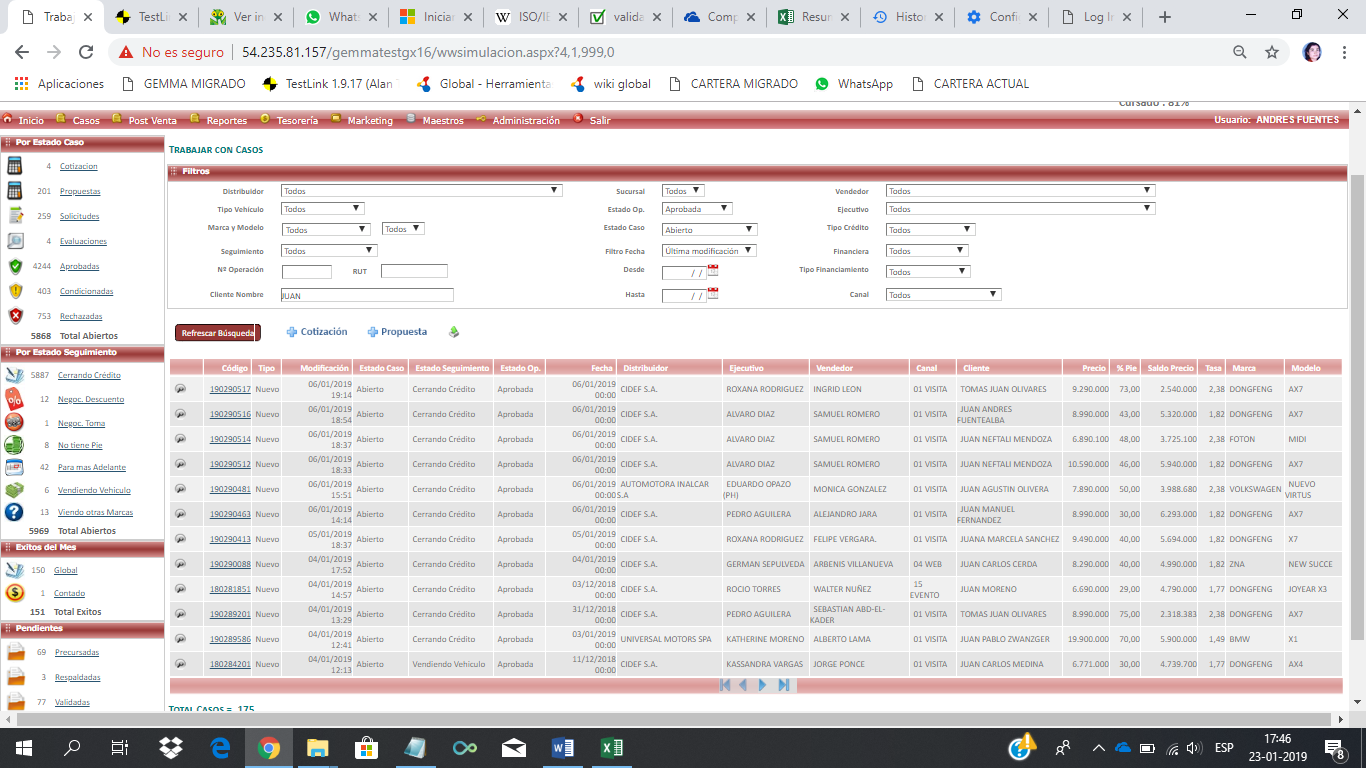 Trabaj
TestLin
Ver in
Whats
Iniciar
ISO/IE
valida
Comp
Resun
Histo
Confi
Log In
No es seguro
54.235.81.157/gemmatestgx16/wwsimulacion.aspx?4,1,999,0
Aplicaciones
GEMMA MIGRADO
TestLink 1.9.17 (Alan
Global - Herramienta
wiki global
CARTERA MIGRADO
WhatsApp
CARTERA ACTUAL
Cursado : 81%
Inicio Casos Post Venta Reportes Tesorería Marketing Maestros Administración Salir Usuario: ANDRES FUENTES
Por Estado Caso
4 Cotizacion
201 Propuestas
259 Solicitudes
4 Evaluaciones
4244 Aprobadas
403 Condicionadas
753 Rechazadas
5868 Total Abiertos
Por Estado Seguimiento
5887 Cerrando Crédito
12 Negoc. Descuento
1 Negoc. Toma
8 No tiene Pie
42 Para mas Adelante
6 Vendiendo Vehículo
13 Viendo otras Marcas
5969 Total Abiertos
Exitos del Mes
150 Global
1 Contado
151 Total Exitos
Pendientes
69 Precursadas
3 Respaldadas
77 Validadas
TRABAJAR CON CASOS
Filtros
Distribuidor Todos Sucursal Todos Vendedor Todos
Tipo Vehículo Todos Estado Op. Aprobada Ejecutivo Todos
Marca y Modelo Todos Todos Estado Caso Abierto Tipo Crédito Todos
Seguimiento Todos Filtro Fecha Última modificación Financiera Todos
Nº Operación RUT Desde / / Tipo Financiamiento Todos
Cliente Nombre JUAN Hasta / / Canal Todos
Refrescar Búsqueda Cotización Propuesta
Código Tipo Modificación Estado Caso Estado Seguimiento Estado Op. Fecha Distribuidor Ejecutivo Vendedor Canal Cliente Precio % Pie Saldo Precio Tasa Marca Modelo
190290517 Nuevo 06/01/2019 19:14 Abierto Cerrando Crédito Aprobada 06/01/2019 00:00 CIDEF S.A. ROXANA RODRIGUEZ INGRID LEON 01 VISITA TOMAS JUAN OLIVARES 9.290.000 73,00 2.540.000 2,38 DONGFENG AX7
190290516 Nuevo 06/01/2019 18:54 Abierto Cerrando Crédito Aprobada 06/01/2019 00:00 CIDEF S.A. ALVARO DIAZ SAMUEL ROMERO 01 VISITA JUAN ANDRES FUENTEALBA 8.990.000 43,00 5.320.000 1,82 DONGFENG AX7
190290514 Nuevo 06/01/2019 18:37 Abierto Cerrando Crédito Aprobada 06/01/2019 00:00 CIDEF S.A. ALVARO DIAZ SAMUEL ROMERO 01 VISITA JUAN NEFTALI MENDOZA 6.890.100 48,00 3.725.100 2,38 FOTON MIDI
190290512 Nuevo 06/01/2019 18:33 Abierto Cerrando Crédito Aprobada 06/01/2019 00:00 CIDEF S.A. ALVARO DIAZ SAMUEL ROMERO 01 VISITA JUAN NEFTALI MENDOZA 10.590.000 46,00 5.940.000 1,82 DONGFENG AX7
190290481 Nuevo 06/01/2019 15:51 Abierto Cerrando Crédito Aprobada 06/01/2019 00:00 AUTOMOTORA INALCAR S.A EDUARDO OPAZO (PH) MONICA GONZALEZ 01 VISITA JUAN AGUSTIN OLIVERA 7.890.000 50,00 3.988.680 2,38 VOLKSWAGEN NUEVO VIRTUS
190290463 Nuevo 06/01/2019 14:14 Abierto Cerrando Crédito Aprobada 06/01/2019 00:00 CIDEF S.A. PEDRO AGUILERA ALEJANDRO JARA 01 VISITA JUAN MANUEL FERNANDEZ 8.990.000 30,00 6.293.000 1,82 DONGFENG AX7
190290413 Nuevo 05/01/2019 18:37 Abierto Cerrando Crédito Aprobada 05/01/2019 00:00 CIDEF S.A. ROXANA RODRIGUEZ FELIPE VERGARA. 01 VISITA JUANA MARCELA SANCHEZ 9.490.000 40,00 5.694.000 1,82 DONGFENG X7
190290088 Nuevo 04/01/2019 17:52 Abierto Cerrando Crédito Aprobada 04/01/2019 00:00 CIDEF S.A. GERMAN SEPULVEDA ARBENIS VILLANUEVA 04 WEB JUAN CARLOS CERDA 8.290.000 40,00 4.990.000 1,82 ZNA NEW SUCCE
180281851 Nuevo 04/01/2019 14:57 Abierto Cerrando Crédito Aprobada 03/12/2018 00:00 CIDEF S.A. ROCIO TORRES WALTER NUÑEZ 15 EVENTO JUAN MORENO 6.690.000 29,00 4.790.000 1,77 DONGFENG JOYEAR X3
190289201 Nuevo 04/01/2019 13:29 Abierto Cerrando Crédito Aprobada 31/12/2018 00:00 CIDEF S.A. PEDRO AGUILERA SEBASTIAN ABD-EL-KADER 01 VISITA TOMAS JUAN OLIVARES 8.990.000 75,00 2.318.383 2,38 DONGFENG AX7
190289586 Nuevo 04/01/2019 12:41 Abierto Cerrando Crédito Aprobada 03/01/2019 00:00 UNIVERSAL MOTORS SPA KATHERINE MORENO ALBERTO LAMA 01 VISITA JUAN PABLO ZWANZGER 19.900.000 70,00 5.900.000 1,49 BMW X1
180284201 Nuevo 04/01/2019 12:13 Abierto Vendiendo Vehículo Aprobada 11/12/2018 00:00 CIDEF S.A. KASSANDRA VARGAS JORGE PONCE 01 VISITA JUAN CARLOS MEDINA 6.771.000 30,00 4.739.700 1,77 DONGFENG AX4
TOTAL CASOS = 175
ESP
17:46
23-01-2019
8